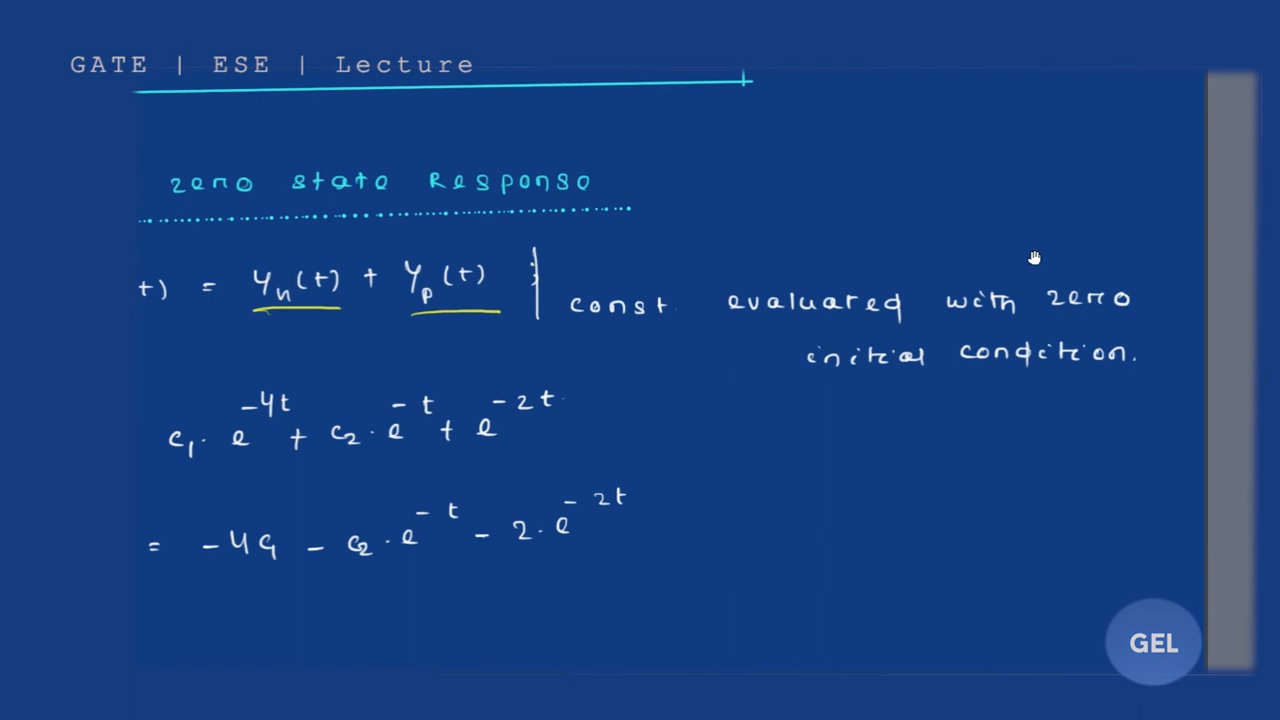 GATE | ESE | Lecture
zero state Response
t) = yₕ(t) + yₚ(t) | const. evaluated with zero
initial condition.
c₁. e^-4t + c₂. e^-t + e^-2t
= -4c₁ - c₂. e^-t - 2. e^-2t
GEL